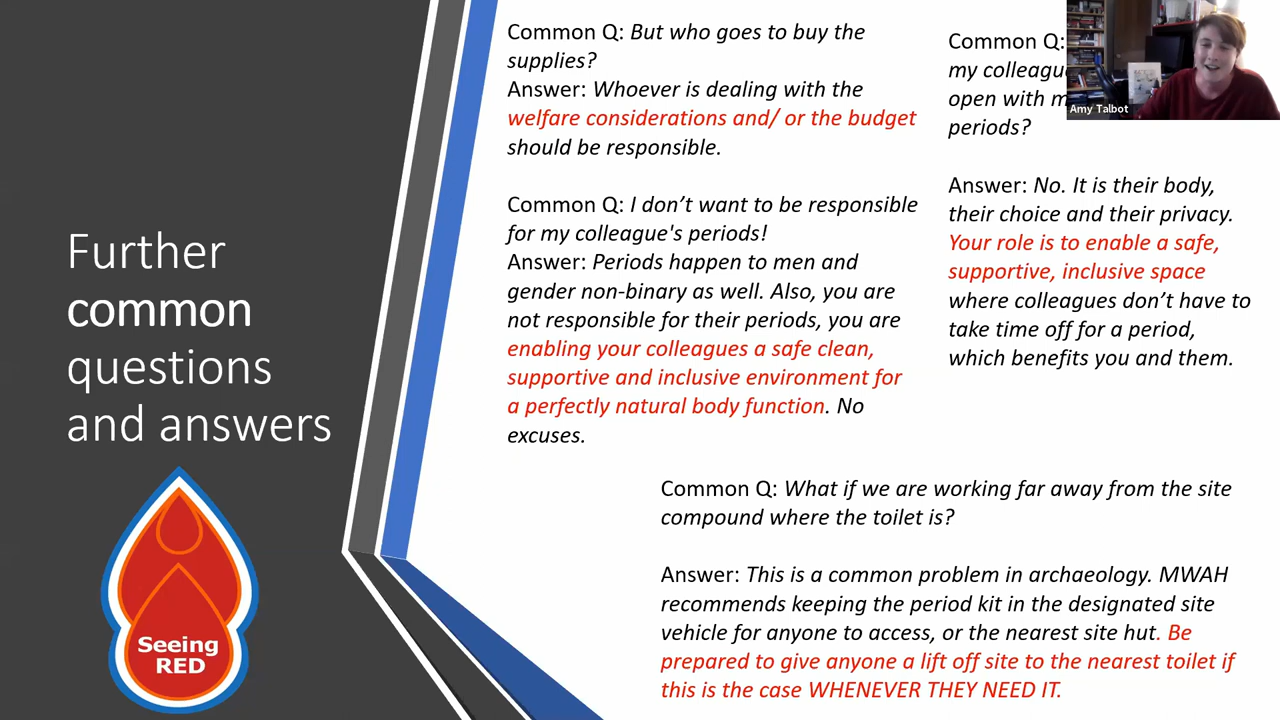 Further
common
questions
and answers
Seeing
RED
Common Q: But who goes to buy the
supplies?
Answer: Whoever is dealing with the
welfare considerations and/ or the budget
should be responsible.
Common Q: I don’t want to be responsible
for my colleague's periods!
Answer: Periods happen to men and
gender non-binary as well. Also, you are
not responsible for their periods, you are
enabling your colleagues a safe clean,
supportive and inclusive environment for
a perfectly natural body function. No
excuses.
Common Q:
my
open with
periods?
Amy Talbot
Answer: No. It is their body,
their choice and their privacy.
Your role is to enable a safe,
supportive, inclusive space
where colleagues don’t have to
take time off for a period,
which benefits you and them.
Common Q: What if we are working far away from the site
compound where the toilet is?
Answer: This is a common problem in archaeology. MWAH
recommends keeping the period kit in the designated site
vehicle for anyone to access, or the nearest site hut. Be
prepared to give anyone a lift off site to the nearest toilet if
this is the case WHENEVER THEY NEED IT.